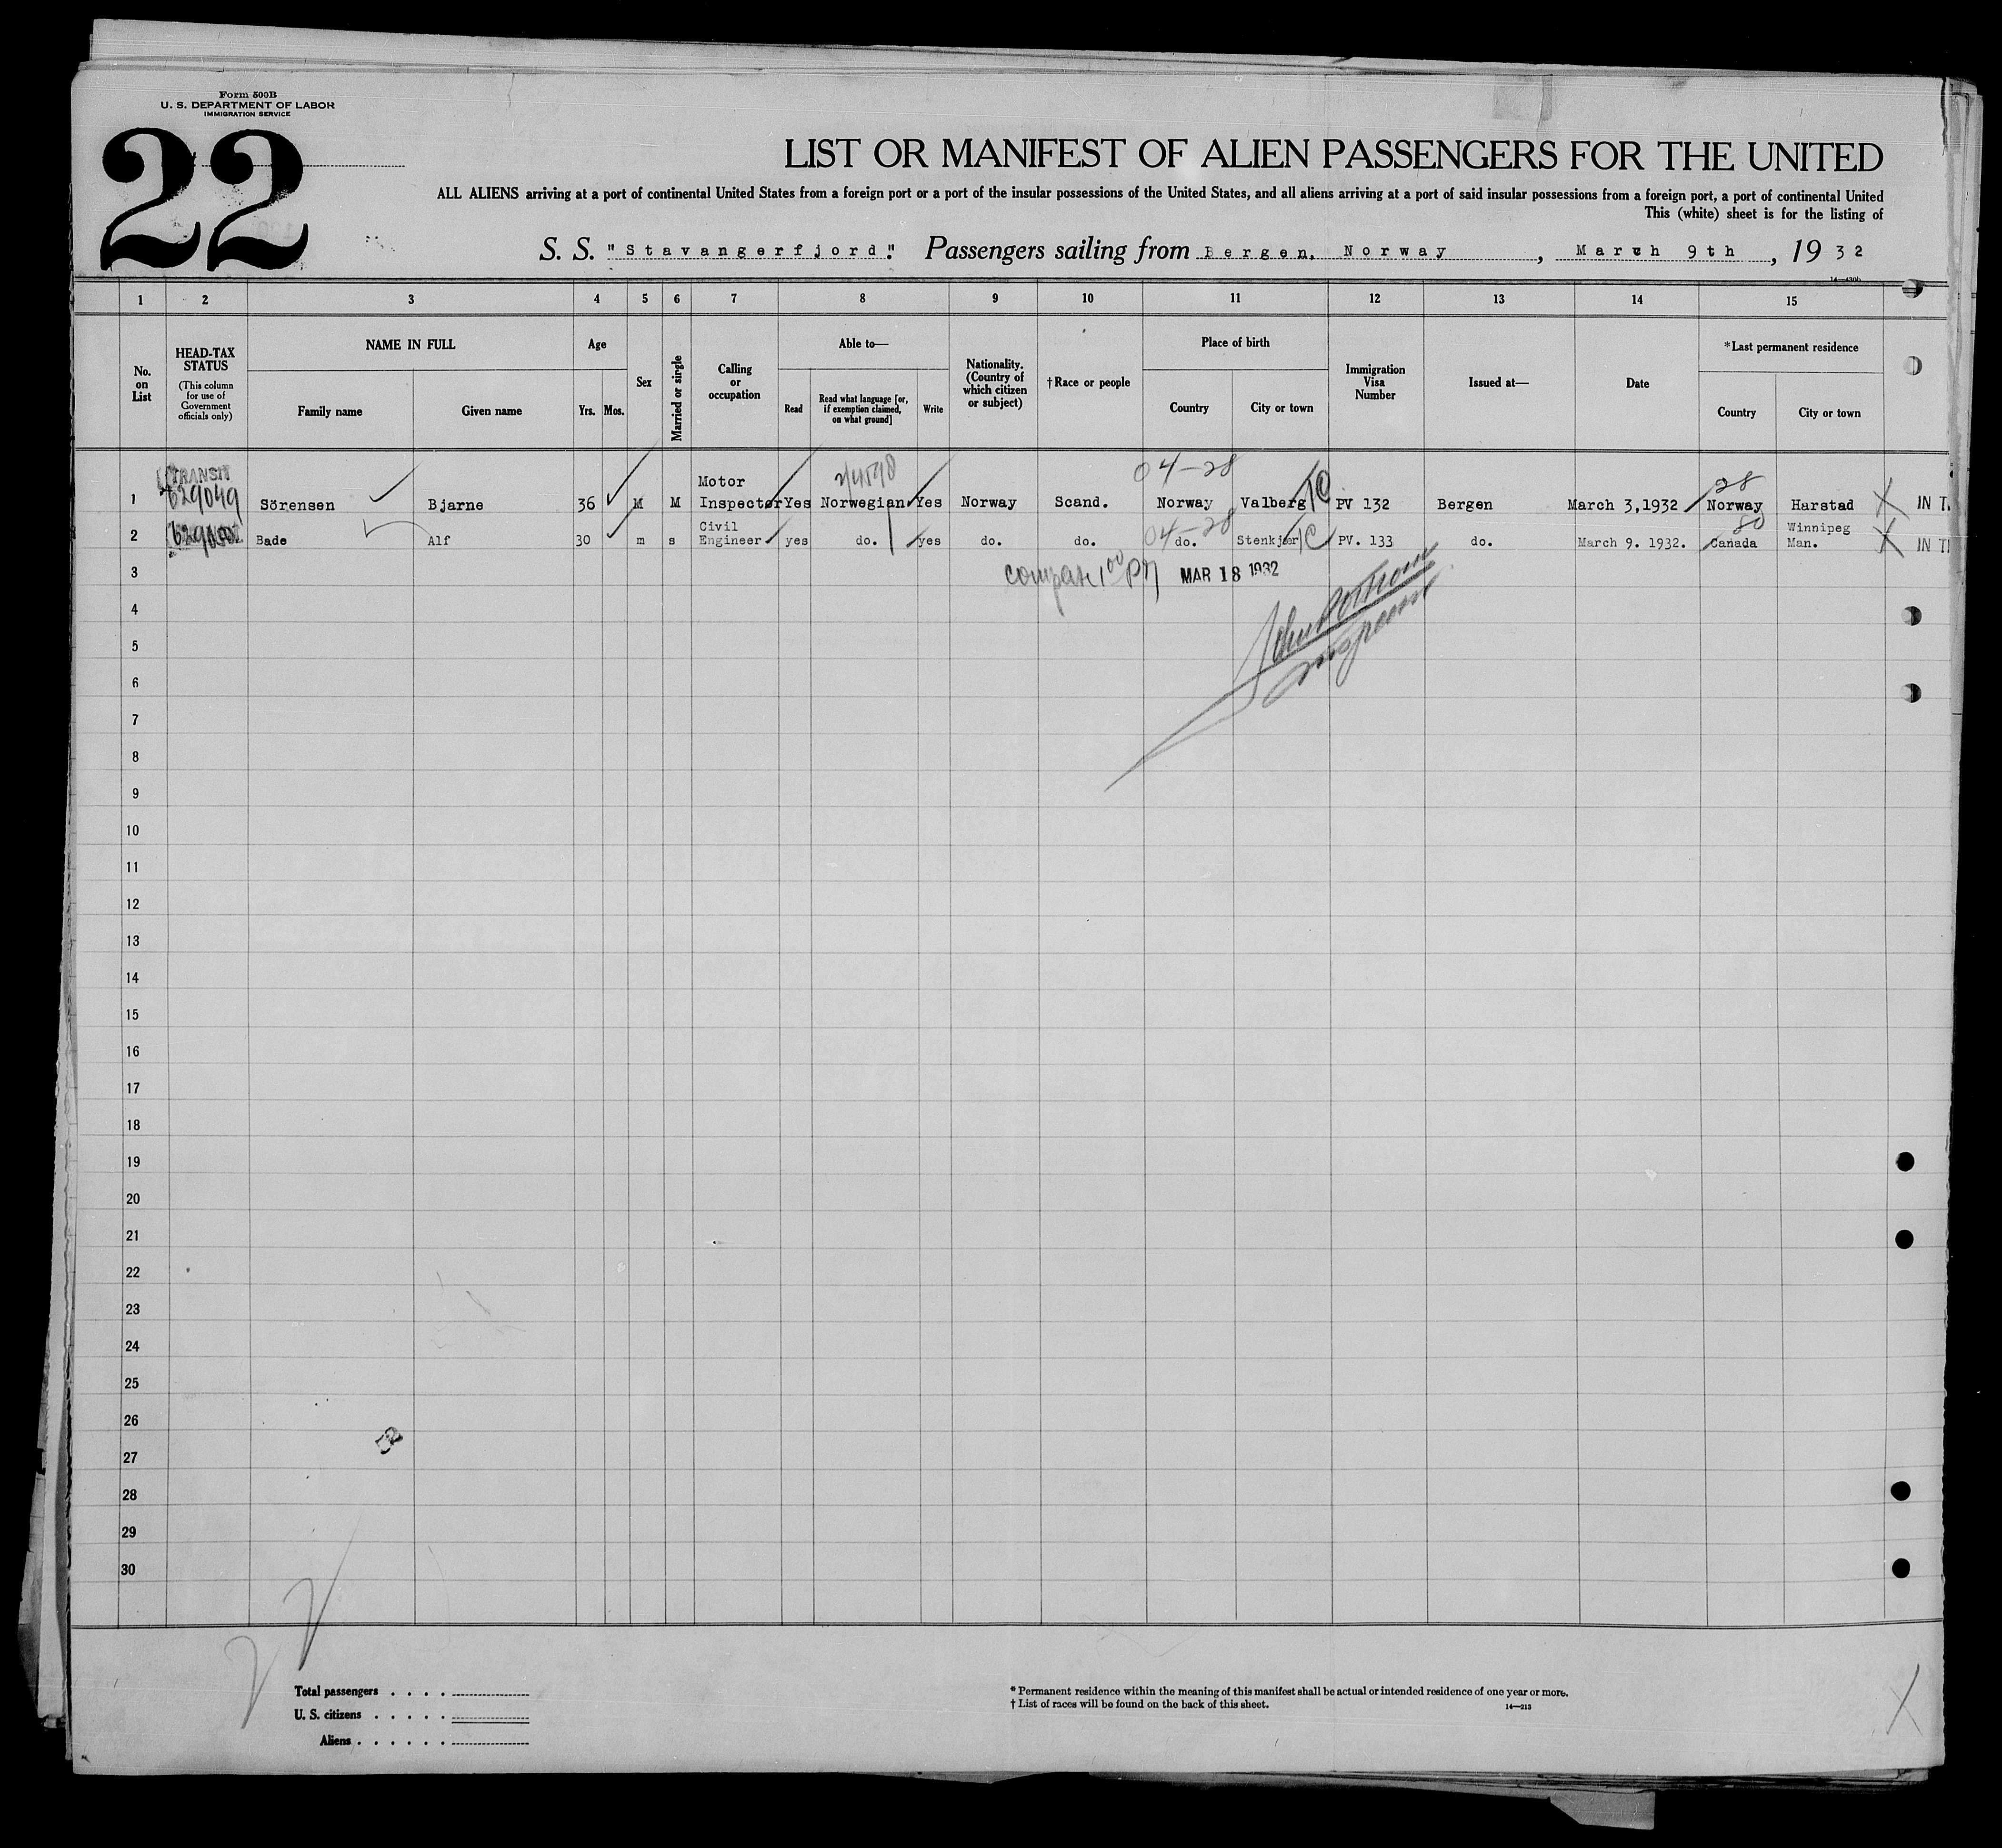 Form 500B
U. S. DEPARTMENT OF LABOR
IMMIGRATION SERVICE
22
LIST OR MANIFEST OF ALIEN PASSENGERS FOR THE UNITED
ALL ALIENS arriving at a port of continental United States from a foreign port or a port of the insular possessions of the United States, and all aliens arriving at a port of said insular possessions from a foreign port, a port of continental United
This (white) sheet is for the listing of
S. S. "Stavangerfjord". Passengers sailing from Bergen, Norway, March 9th, 1932
1 2 3 4 5 6 7 8 9 10 11 12 13 14 15
No. on List
HEAD-TAX STATUS
(This column for use of Government officials only)
NAME IN FULL
Family name Given name
Age
Yrs. Mos.
Sex
Married or single
Calling or occupation
Able to—
Read
Read what language [or, if exemption claimed, on what ground]
Write
Nationality. (Country of which citizen or subject)
†Race or people
Place of birth
Country City or town
Immigration Visa Number
Issued at—
Date
*Last permanent residence
Country City or town
TRANSIT 04-28 28
Motor
1 629049 Sörensen Bjarne 36 M M Inspector Yes Norwegian Yes Norway Scand. Norway Valberg PV 132 Bergen March 3,1932 Norway Harstad IN T
Civil 04-28 80 Winnipeg
2 Bade Alf 30 m s Engineer yes do. yes do. do. do. Stenkjær PV. 133 do. March 9. 1932. Canada Man. IN T
3 MAR 18 1932
4
5
6
7
8
9
10
11
12
13
14
15
16
17
18
19
20
21
22
23
24
25
26
27
28
29
30
Total passengers . . . .
U. S. citizens . . . . .
Aliens . . . . . .
* Permanent residence within the meaning of this manifest shall be actual or intended residence of one year or more.
† List of races will be found on the back of this sheet.
14—213